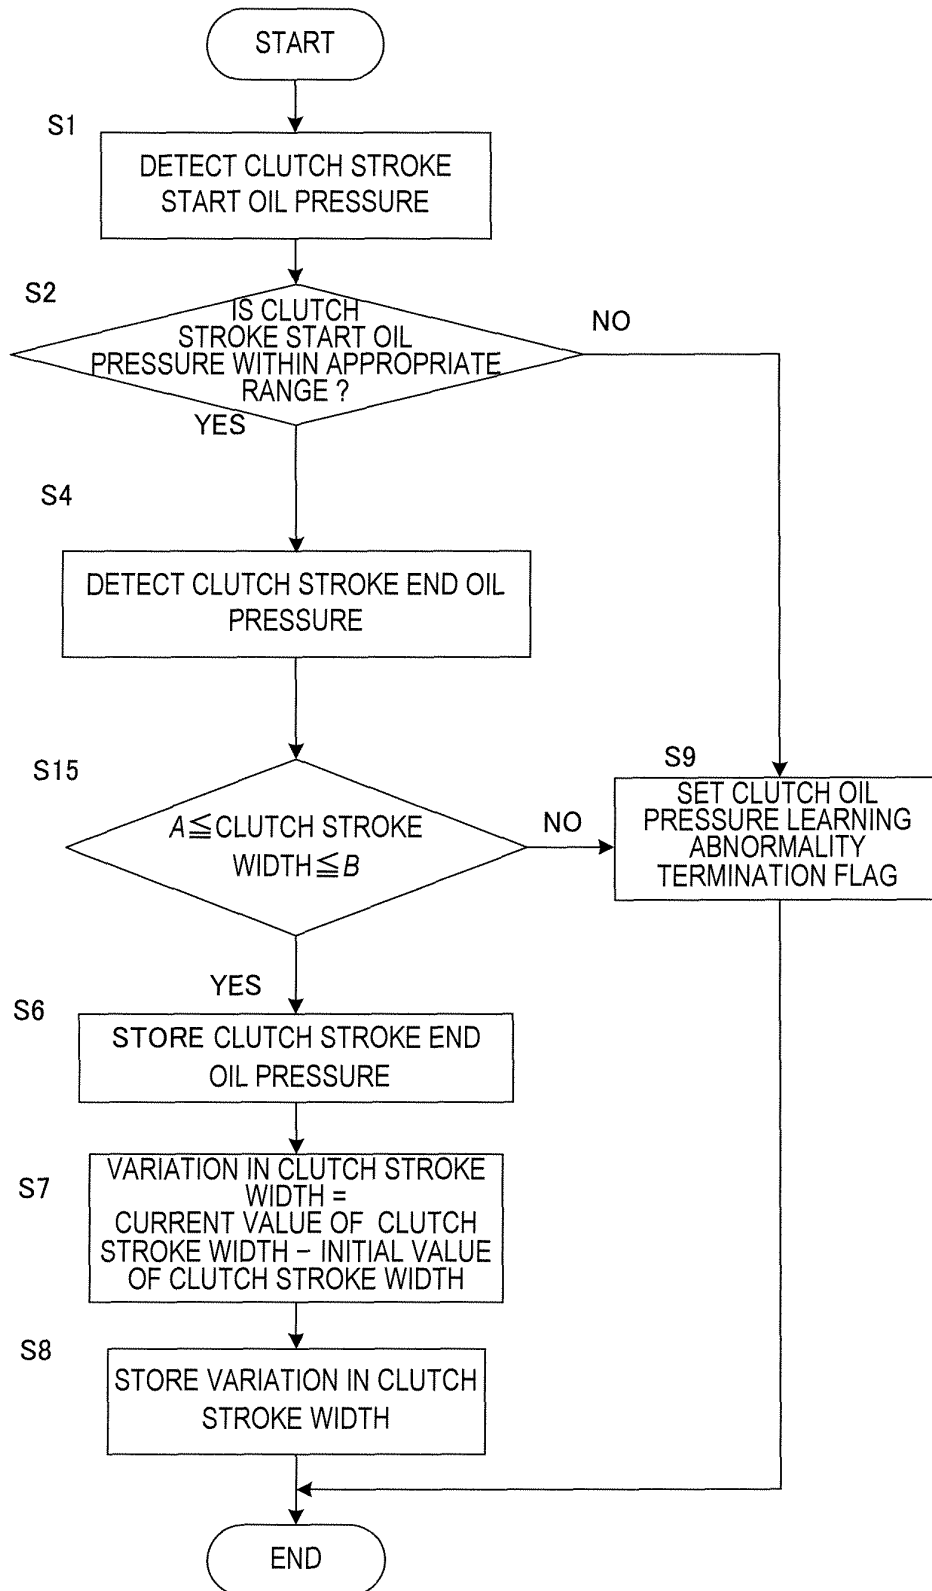 START
S1
DETECT CLUTCH STROKE
START OIL PRESSURE
S2
IS CLUTCH
STROKE START OIL
PRESSURE WITHIN APPROPRIATE
RANGE ?
NO
YES
S4
DETECT CLUTCH STROKE END OIL
PRESSURE
S15
A≦CLUTCH STROKE
WIDTH≦B
NO
S9
SET CLUTCH OIL
PRESSURE LEARNING
ABNORMALITY
TERMINATION FLAG
YES
S6
STORE CLUTCH STROKE END
OIL PRESSURE
S7
VARIATION IN CLUTCH STROKE
WIDTH =
CURRENT VALUE OF CLUTCH
STROKE WIDTH − INITIAL VALUE
OF CLUTCH STROKE WIDTH
S8
STORE VARIATION IN CLUTCH
STROKE WIDTH
END